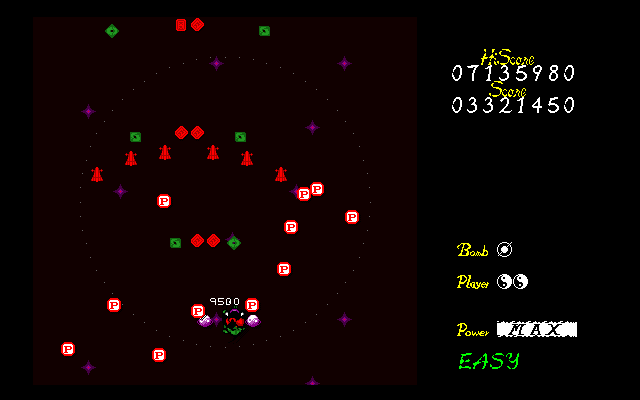 HiScore
07135980
Score
03321450
P
P P
P
P
P
Bomb
Player
P P P
9500
Power MAX
P P
EASY